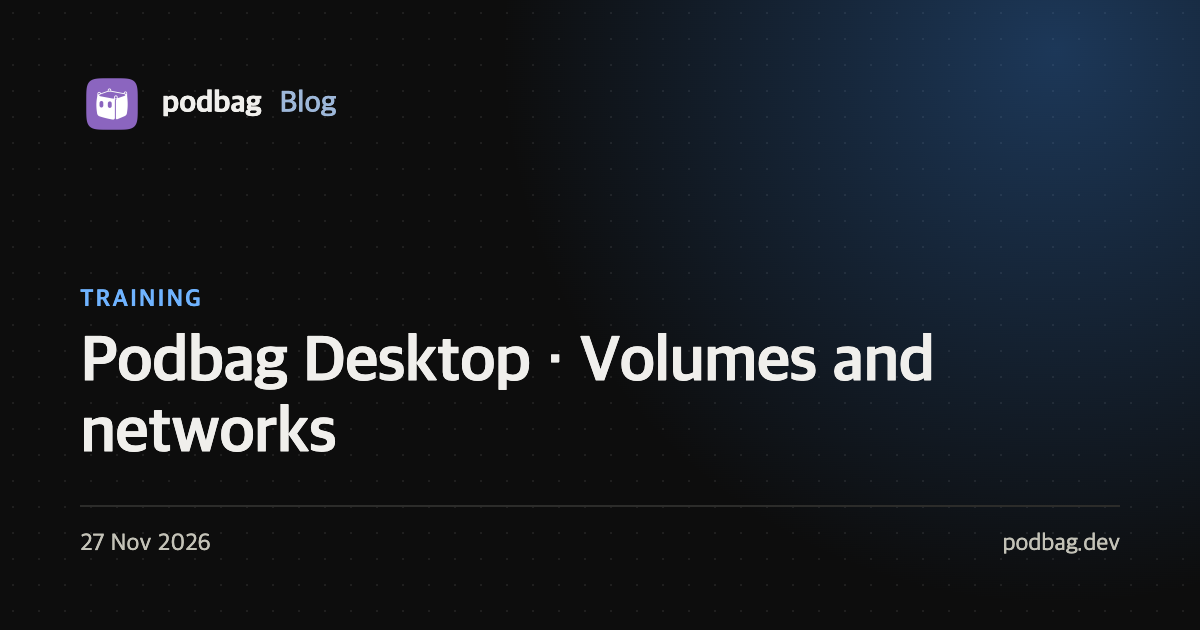 podbag Blog
TRAINING
Podbag Desktop · Volumes and
networks
27 Nov 2026
podbag.dev